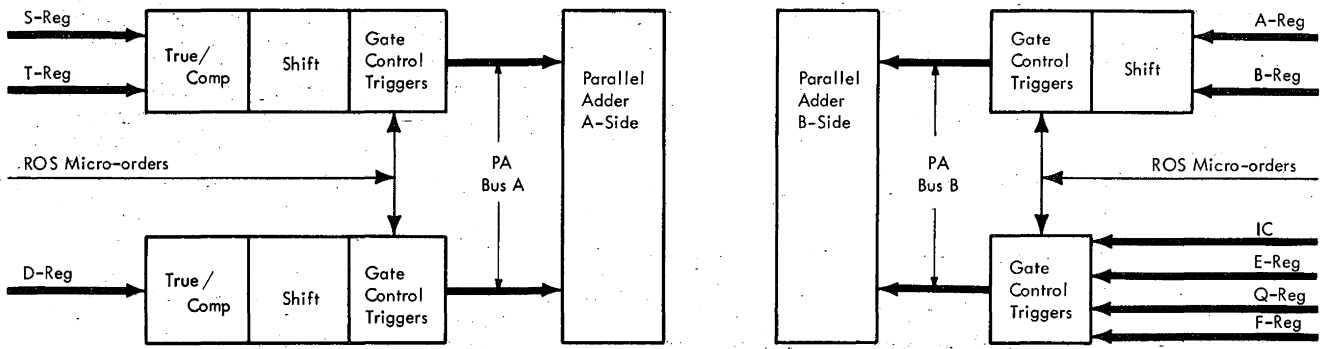 S-Reg
T-Reg
True/
Comp
Shift
Gate
Control
Triggers
Parallel
Adder
A-Side
ROS Micro-orders
PA
Bus A
D-Reg
True/
Comp
Shift
Gate
Control
Triggers
Parallel
Adder
B-Side
Gate
Control
Triggers
Shift
A-Reg
B-Reg
PA
Bus B
ROS Micro-orders
Gate
Control
Triggers
IC
E-Reg
Q-Reg
F-Reg